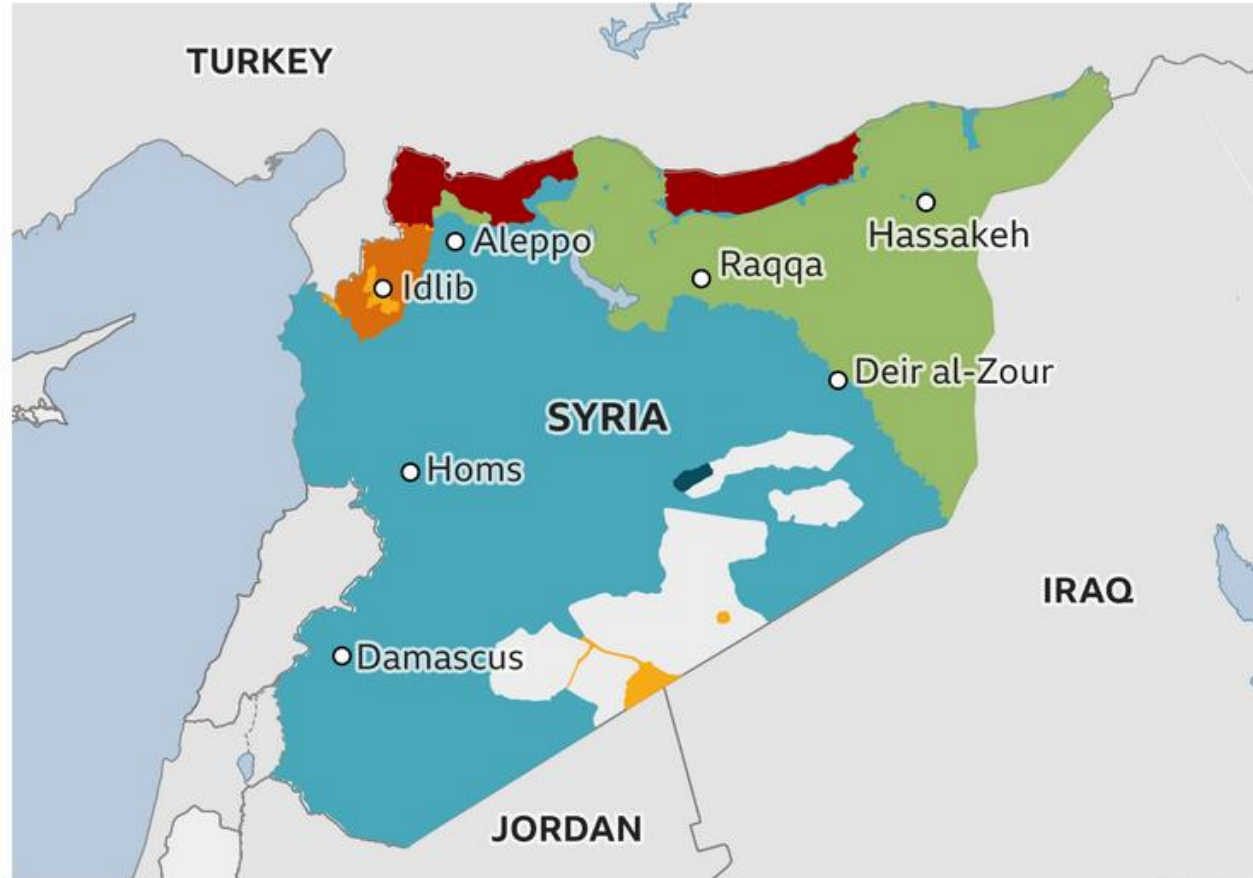 TURKEY
Aleppo
Hassakeh
Raqqa
Idlib
Deir al-Zour
SYRIA
Homs
IRAQ
Damascus
JORDAN